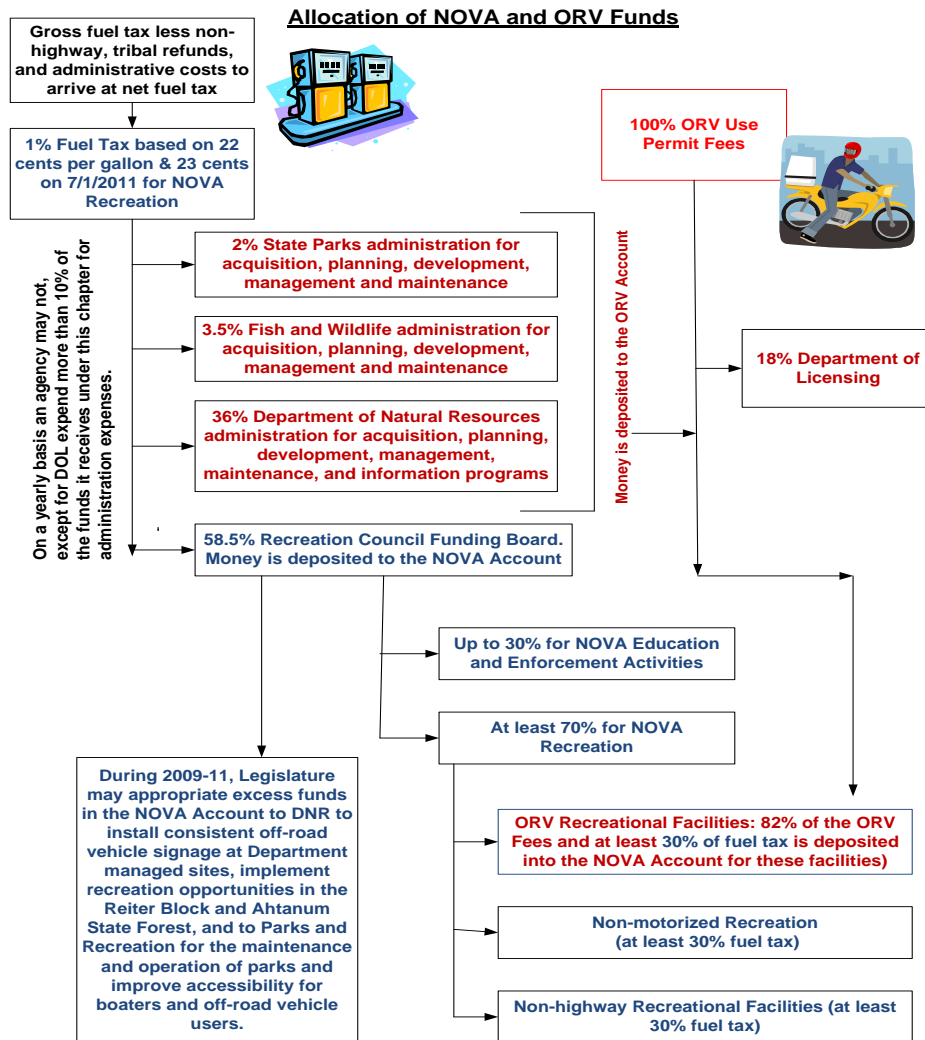 Allocation of NOVA and ORV Funds
Gross fuel tax less non-
highway, tribal refunds,
and administrative costs to
arrive at net fuel tax
1% Fuel Tax based on 22
cents per gallon & 23 cents
on 7/1/2011 for NOVA
Recreation
100% ORV Use
Permit Fees
On a yearly basis an agency may not,
except for DOL expend more than 10% of
the funds it receives under this chapter for
administration expenses.
2% State Parks administration for
acquisition, planning, development,
management and maintenance
3.5% Fish and Wildlife administration for
acquisition, planning, development,
management and maintenance
36% Department of Natural Resources
administration for acquisition, planning,
development, management,
maintenance, and information programs
Money is deposited to the ORV Account
18% Department of
Licensing
58.5% Recreation Council Funding Board.
Money is deposited to the NOVA Account
Up to 30% for NOVA Education
and Enforcement Activities
At least 70% for NOVA
Recreation
During 2009-11, Legislature
may appropriate excess funds
in the NOVA Account to DNR to
install consistent off-road
vehicle signage at Department
managed sites, implement
recreation opportunities in the
Reiter Block and Ahtanum
State Forest, and to Parks and
Recreation for the maintenance
and operation of parks and
improve accessibility for
boaters and off-road vehicle
users.
ORV Recreational Facilities: 82% of the ORV
Fees and at least 30% of fuel tax is deposited
into the NOVA Account for these facilities)
Non-motorized Recreation
(at least 30% fuel tax)
Non-highway Recreational Facilities (at least
30% fuel tax)